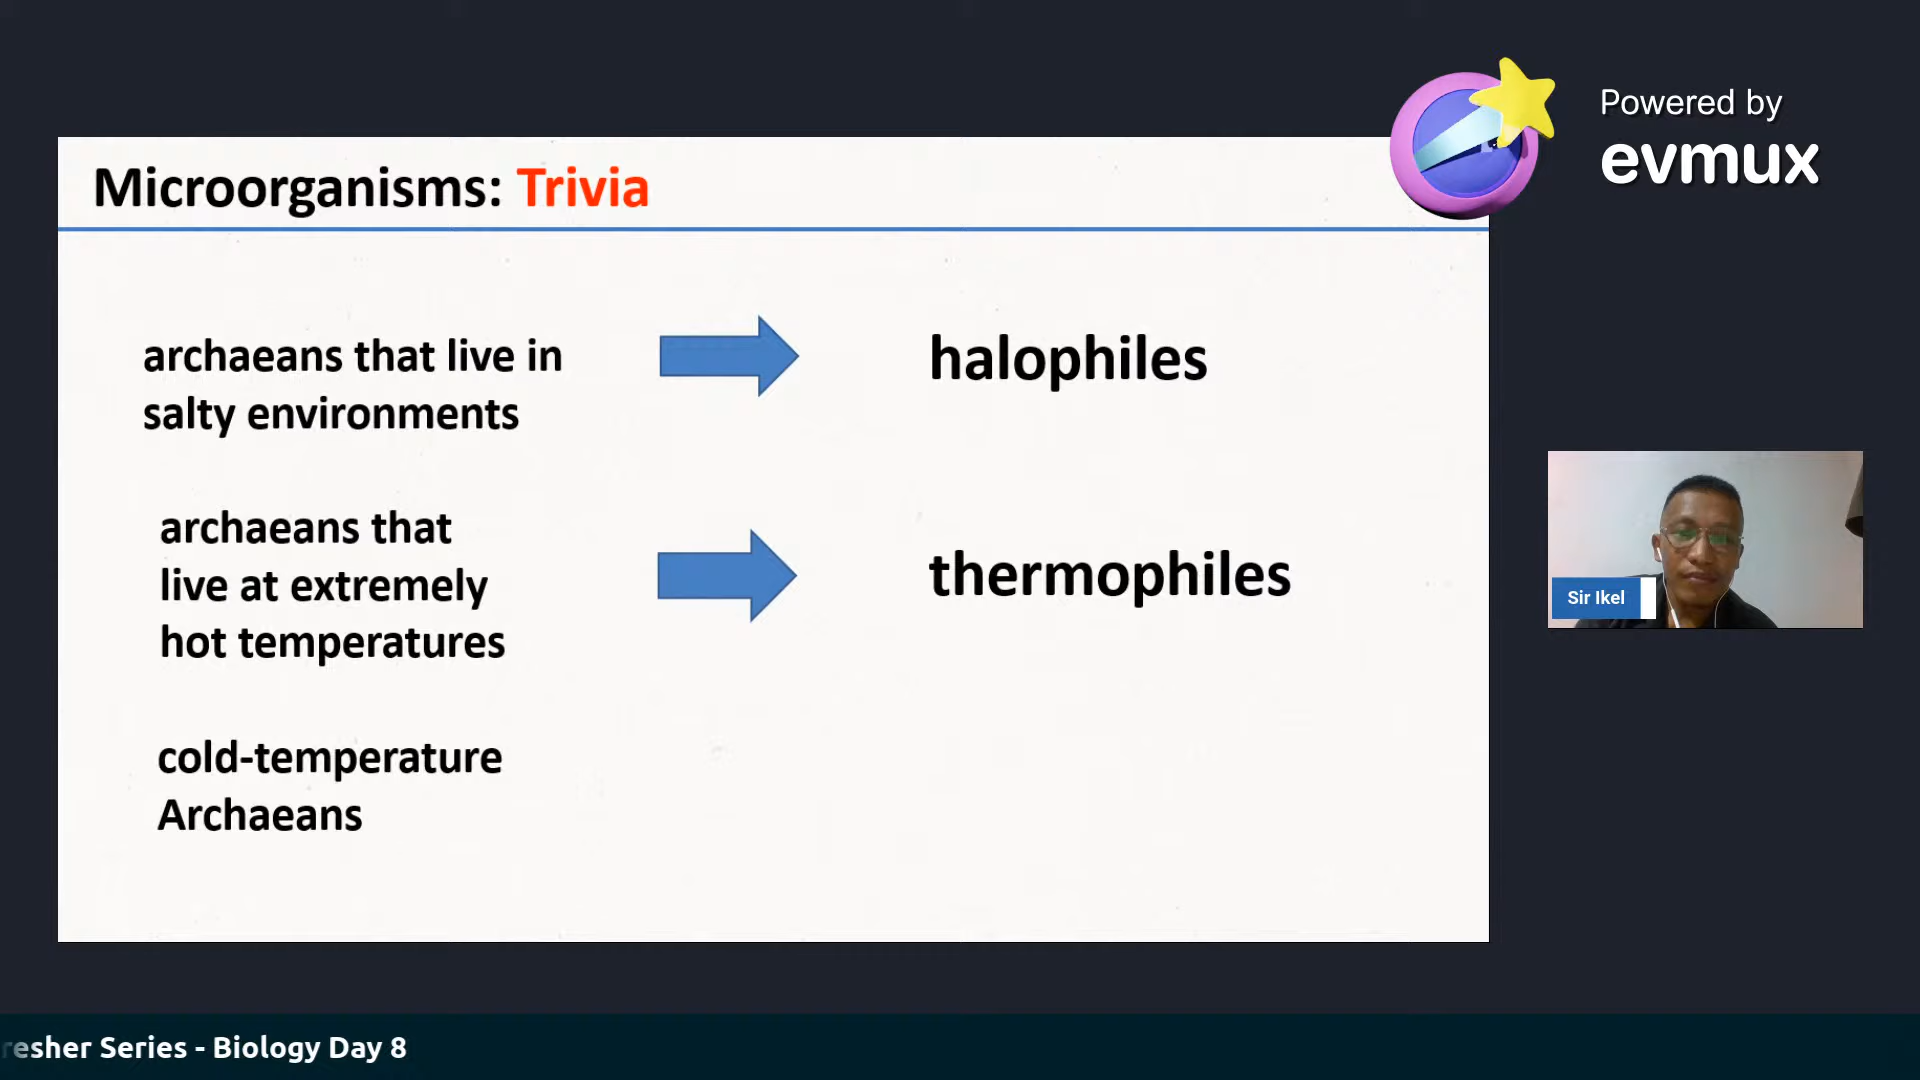 Powered by
evmux
Microorganisms: Trivia
archaeans that live in
salty environments
halophiles
archaeans that
live at extremely
hot temperatures
thermophiles
cold-temperature
Archaeans
Sir Ikel
resher Series - Biology Day 8